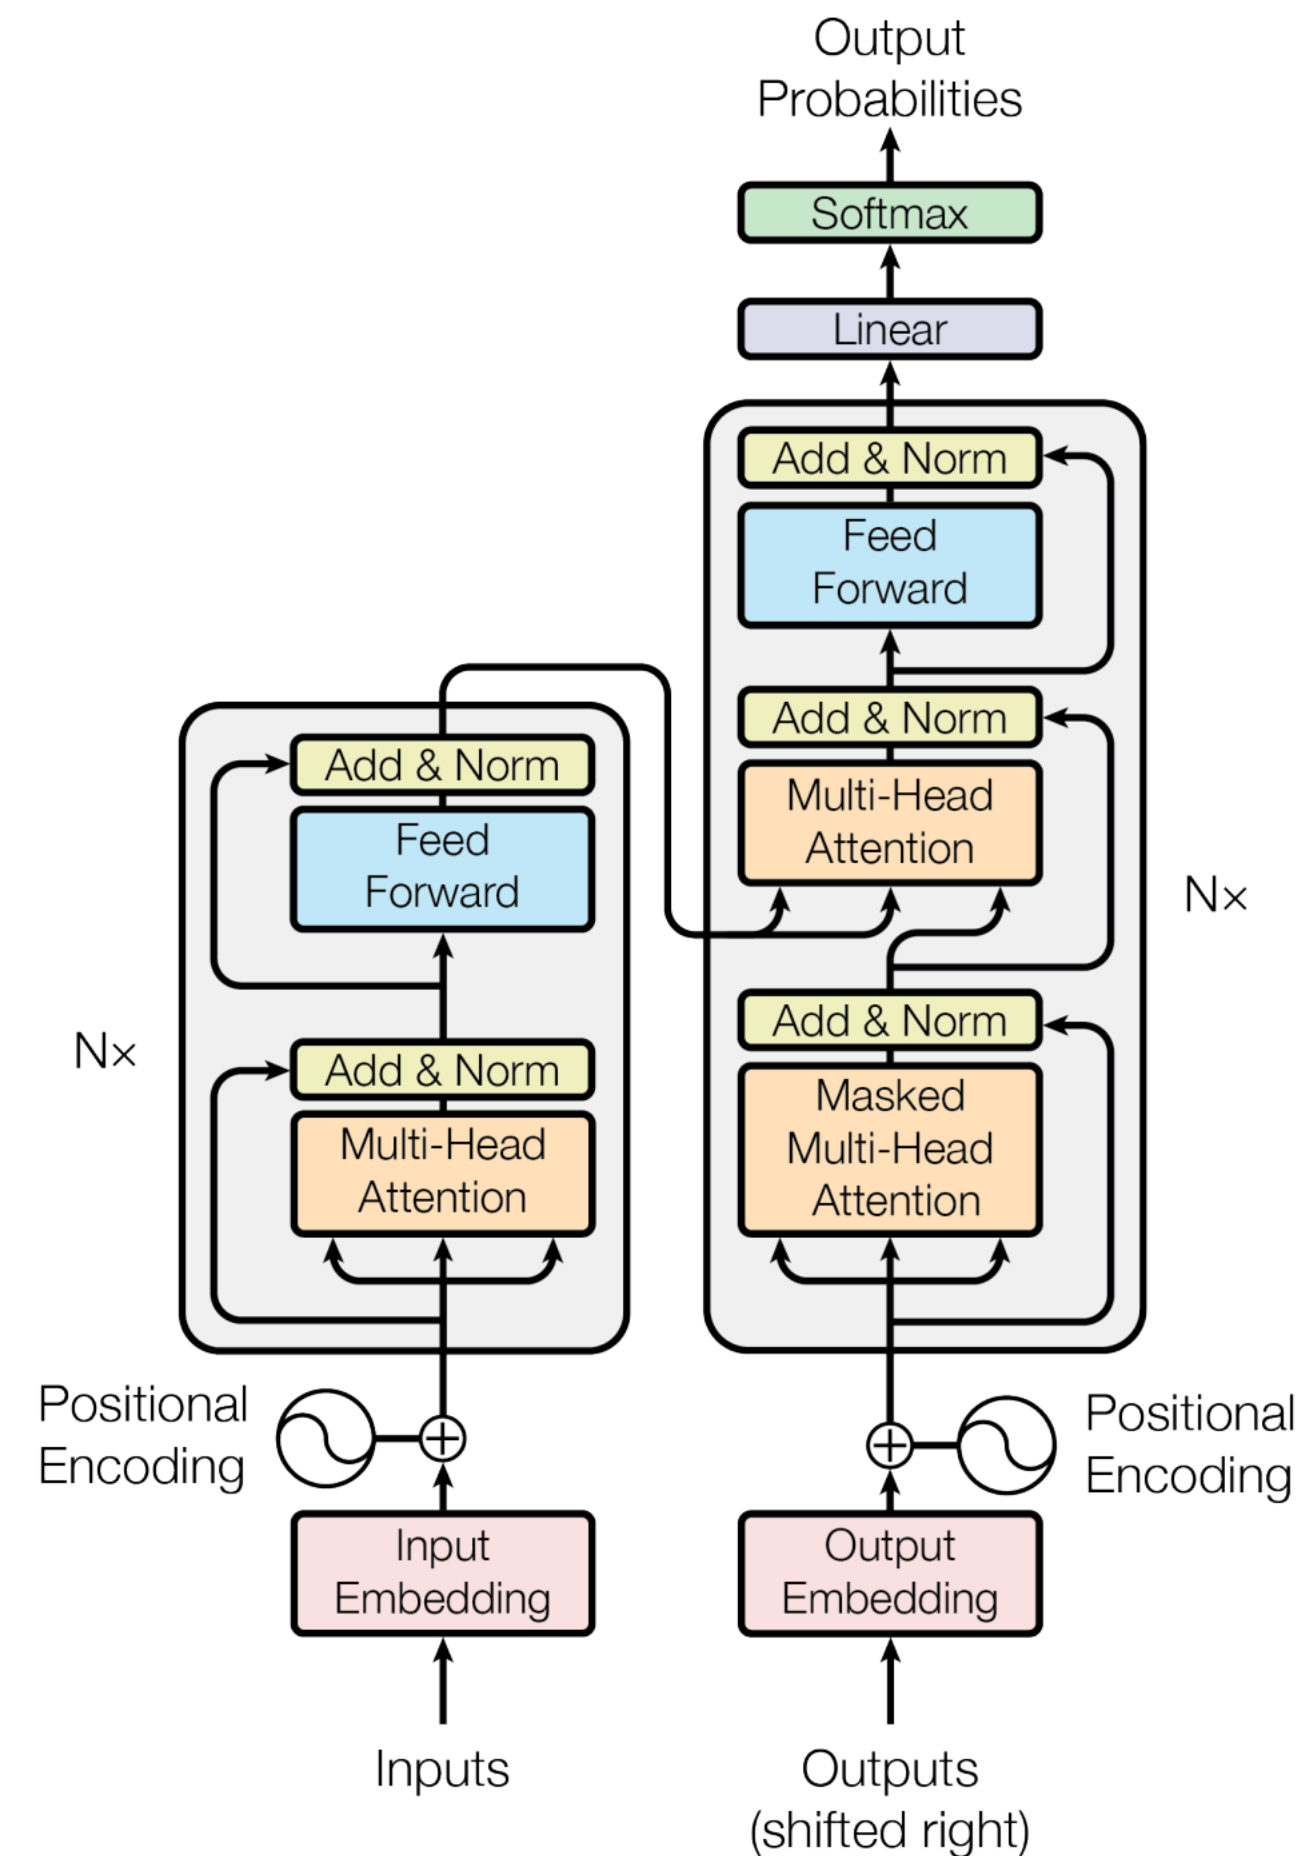 Output
Probabilities
Softmax
Linear
Add & Norm
Feed
Forward
Add & Norm
Multi-Head
Attention
Add & Norm
Masked
Multi-Head
Attention
N×
Add & Norm
Feed
Forward
Add & Norm
Multi-Head
Attention
N×
Positional
Encoding
Positional
Encoding
Input
Embedding
Output
Embedding
Inputs
Outputs
(shifted right)